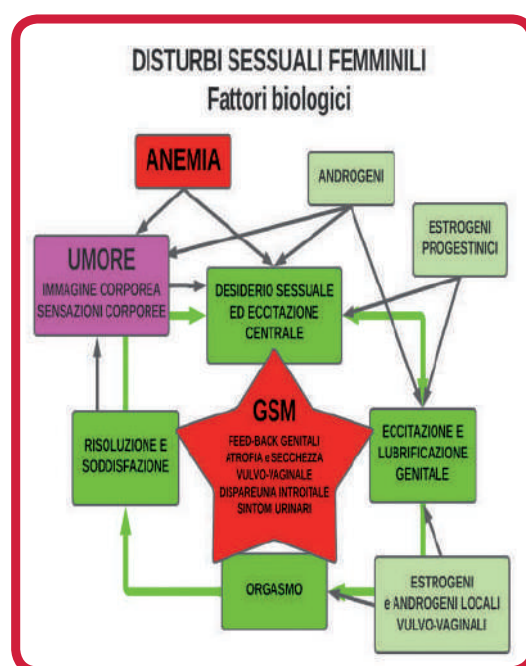 DISTURBI SESSUALI FEMMINILI
Fattori biologici
ANEMIA
ANDROGENI
ESTROGENI
PROGESTINICI
UMORE
IMMAGINE CORPOREA
SENSAZIONI CORPOREE
DESIDERIO SESSUALE
ED ECCITAZIONE
CENTRALE
GSM
FEED-BACK GENITALI
ATROFIA e SECCHEZZA
VULVO-VAGINALE
DISPAREUNIA INTROITALE
SINTOM URINARI
RISOLUZIONE E
SODDISFAZIONE
ECCITAZIONE E
LUBRIFICAZIONE
GENITALE
ORGASMO
ESTROGENI
e ANDROGENI LOCALI
VULVO-VAGINALI